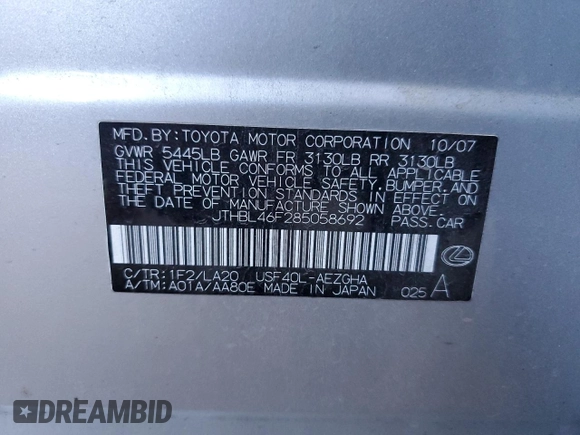 MFD.BY:TOYOTA MOTOR CORPORATION 10/07
GVWR 5445LB GAWR FR 3130LB RR 3130LB
THIS VEHICLE CONFORMS TO ALL APPLICABLE
FEDERAL MOTOR VEHICLE SAFETY, BUMPER, AND
THEFT PREVENTION STANDARDS IN EFFECT ON
THE DATE OF MANUFACTURE SHOWN ABOVE.
JTHBL46F285058692 PASS.CAR
C/TR:1F2/LA20 USF40L-AEZGHA
A/TM:A01A/AA80E MADE IN JAPAN 025 A
DREAMBID